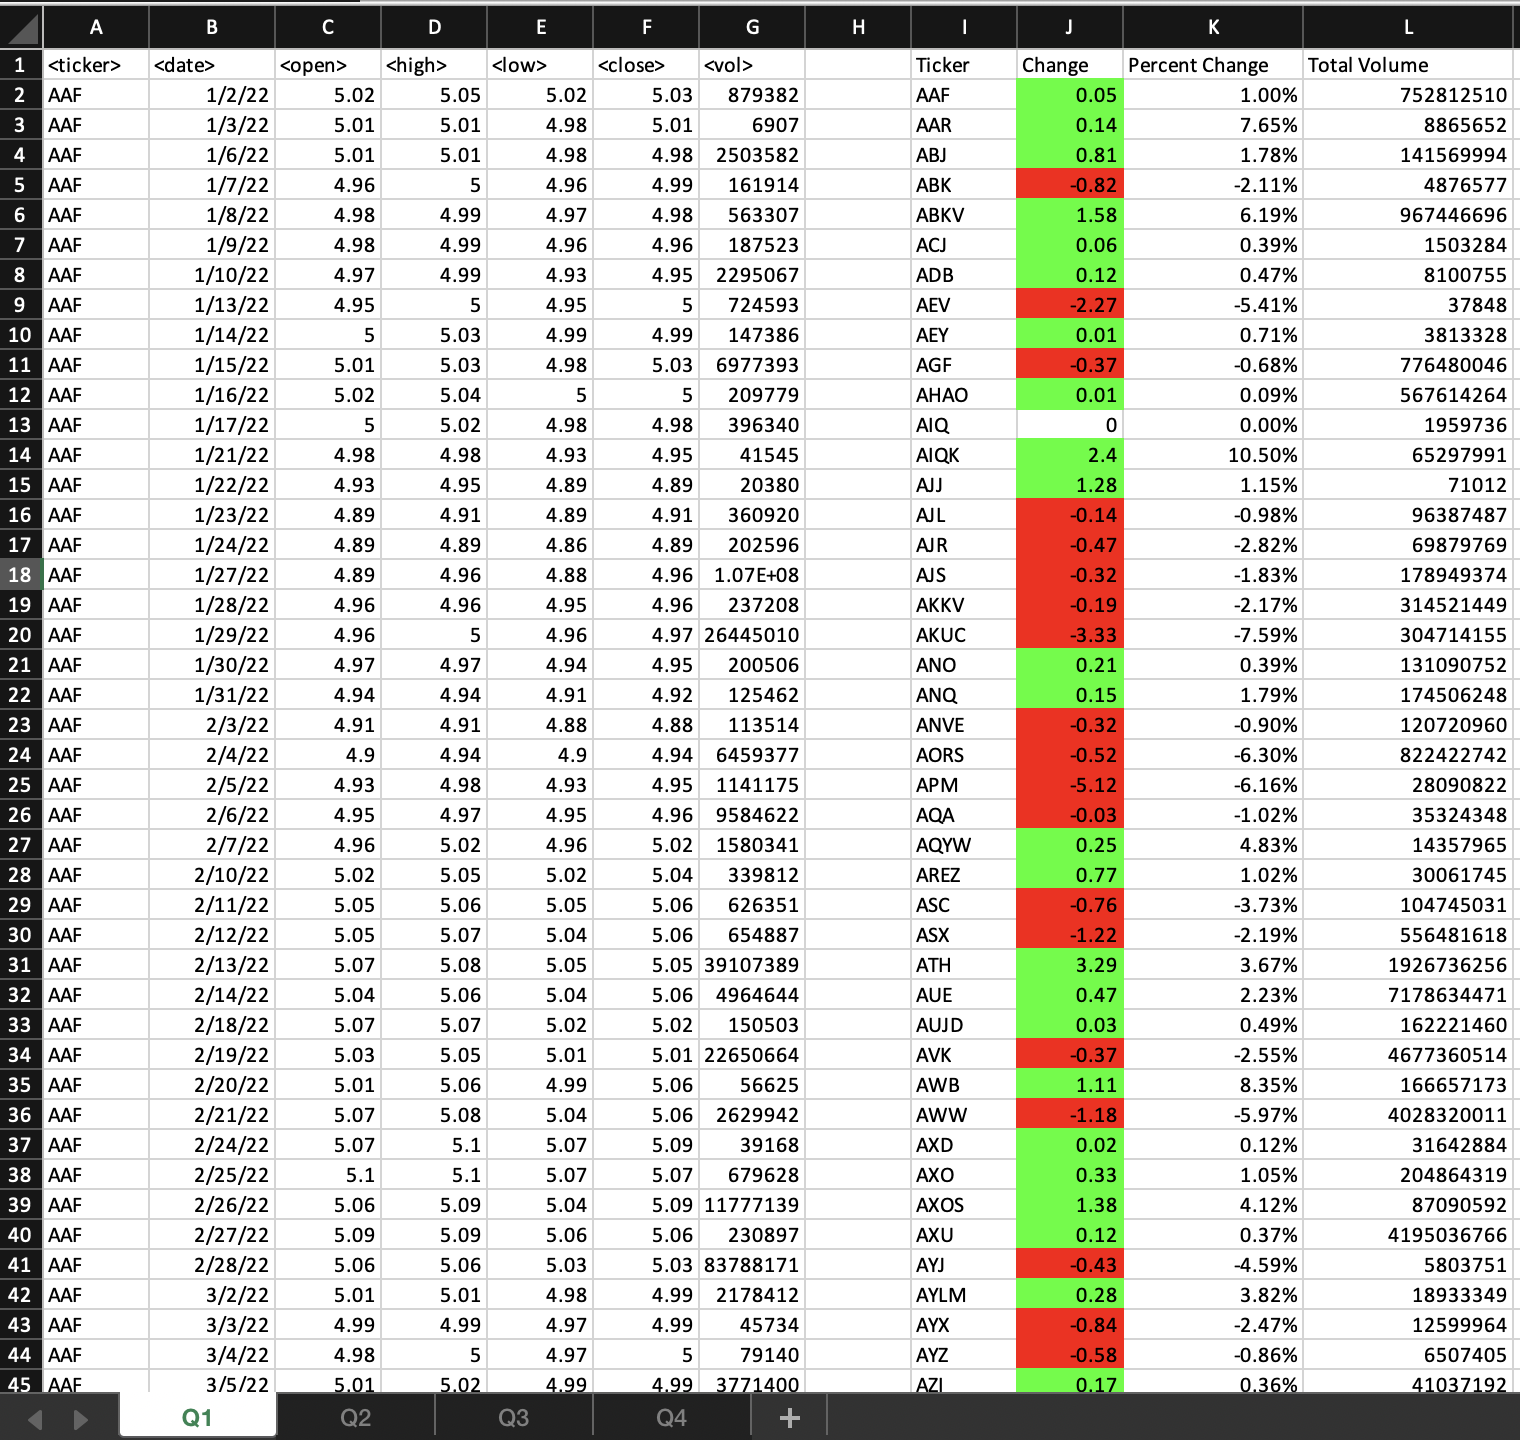 A B C D E F G H I J K L
1 <ticker> <date> <open> <high> <low> <close> <vol> Ticker Change Percent Change Total Volume
2 AAF 1/2/22 5.02 5.05 5.02 5.03 879382 AAF 0.05 1.00% 752812510
3 AAF 1/3/22 5.01 5.01 4.98 5.01 6907 AAR 0.14 7.65% 8865652
4 AAF 1/6/22 5.01 5.01 4.98 4.98 2503582 ABJ 0.81 1.78% 141569994
5 AAF 1/7/22 4.96 5 4.96 4.99 161914 ABK -0.82 -2.11% 4876577
6 AAF 1/8/22 4.98 4.99 4.97 4.98 563307 ABKV 1.58 6.19% 967446696
7 AAF 1/9/22 4.98 4.99 4.96 4.96 187523 ACJ 0.06 0.39% 1503284
8 AAF 1/10/22 4.97 4.99 4.93 4.95 2295067 ADB 0.12 0.47% 8100755
9 AAF 1/13/22 4.95 5 4.95 5 724593 AEV -2.27 -5.41% 37848
10 AAF 1/14/22 5 5.03 4.99 4.99 147386 AEY 0.01 0.71% 3813328
11 AAF 1/15/22 5.01 5.03 4.98 5.03 6977393 AGF -0.37 -0.68% 776480046
12 AAF 1/16/22 5.02 5.04 5 5 209779 AHAO 0.01 0.09% 567614264
13 AAF 1/17/22 5 5.02 4.98 4.98 396340 AIQ 0 0.00% 1959736
14 AAF 1/21/22 4.98 4.98 4.93 4.95 41545 AIQK 2.4 10.50% 65297991
15 AAF 1/22/22 4.93 4.95 4.89 4.89 20380 AJJ 1.28 1.15% 71012
16 AAF 1/23/22 4.89 4.91 4.89 4.91 360920 AJL -0.14 -0.98% 96387487
17 AAF 1/24/22 4.89 4.89 4.86 4.89 202596 AJR -0.47 -2.82% 69879769
18 AAF 1/27/22 4.89 4.96 4.88 4.96 1.07E+08 AJS -0.32 -1.83% 178949374
19 AAF 1/28/22 4.96 4.96 4.95 4.96 237208 AKKV -0.19 -2.17% 314521449
20 AAF 1/29/22 4.96 5 4.96 4.97 26445010 AKUC -3.33 -7.59% 304714155
21 AAF 1/30/22 4.97 4.97 4.94 4.95 200506 ANO 0.21 0.39% 131090752
22 AAF 1/31/22 4.94 4.94 4.91 4.92 125462 ANQ 0.15 1.79% 174506248
23 AAF 2/3/22 4.91 4.91 4.88 4.88 113514 ANVE -0.32 -0.90% 120720960
24 AAF 2/4/22 4.9 4.94 4.9 4.94 6459377 AORS -0.52 -6.30% 822422742
25 AAF 2/5/22 4.93 4.98 4.93 4.95 1141175 APM -5.12 -6.16% 28090822
26 AAF 2/6/22 4.95 4.97 4.95 4.96 9584622 AQA -0.03 -1.02% 35324348
27 AAF 2/7/22 4.96 5.02 4.96 5.02 1580341 AQYW 0.25 4.83% 14357965
28 AAF 2/10/22 5.02 5.05 5.02 5.04 339812 AREZ 0.77 1.02% 30061745
29 AAF 2/11/22 5.05 5.06 5.05 5.06 626351 ASC -0.76 -3.73% 104745031
30 AAF 2/12/22 5.05 5.07 5.04 5.06 654887 ASX -1.22 -2.19% 556481618
31 AAF 2/13/22 5.07 5.08 5.05 5.05 39107389 ATH 3.29 3.67% 1926736256
32 AAF 2/14/22 5.04 5.06 5.04 5.06 4964644 AUE 0.47 2.23% 7178634471
33 AAF 2/18/22 5.07 5.07 5.02 5.02 150503 AUJD 0.03 0.49% 162221460
34 AAF 2/19/22 5.03 5.05 5.01 5.01 22650664 AVK -0.37 -2.55% 4677360514
35 AAF 2/20/22 5.01 5.06 4.99 5.06 56625 AWB 1.11 8.35% 166657173
36 AAF 2/21/22 5.07 5.08 5.04 5.06 2629942 AWW -1.18 -5.97% 4028320011
37 AAF 2/24/22 5.07 5.1 5.07 5.09 39168 AXD 0.02 0.12% 31642884
38 AAF 2/25/22 5.1 5.1 5.07 5.07 679628 AXO 0.33 1.05% 204864319
39 AAF 2/26/22 5.06 5.09 5.04 5.09 11777139 AXOS 1.38 4.12% 87090592
40 AAF 2/27/22 5.09 5.09 5.06 5.06 230897 AXU 0.12 0.37% 4195036766
41 AAF 2/28/22 5.06 5.06 5.03 5.03 83788171 AYJ -0.43 -4.59% 5803751
42 AAF 3/2/22 5.01 5.01 4.98 4.99 2178412 AYLM 0.28 3.82% 18933349
43 AAF 3/3/22 4.99 4.99 4.97 4.99 45734 AYX -0.84 -2.47% 12599964
44 AAF 3/4/22 4.98 5 4.97 5 79140 AYZ -0.58 -0.86% 6507405
45 AAF 3/5/22 5.01 5.02 4.99 4.99 3771400 AZI 0.17 0.36% 41037192
Q1 Q2 Q3 Q4 +